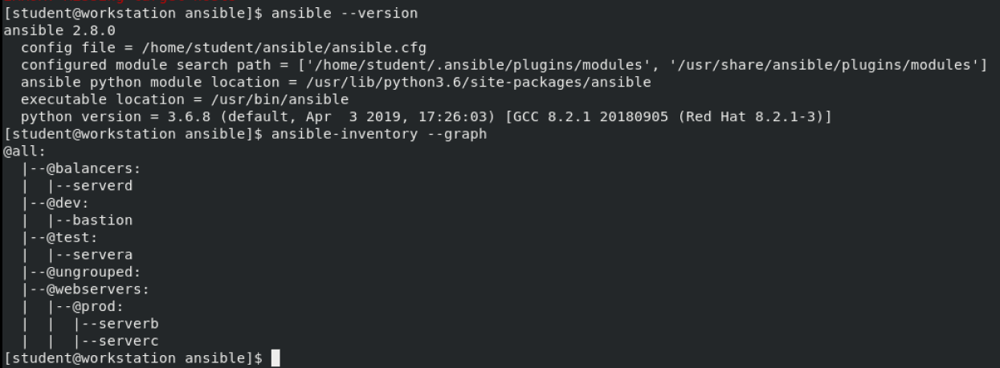 [student@workstation ansible]$ ansible --version
ansible 2.8.0
  config file = /home/student/ansible/ansible.cfg
  configured module search path = ['/home/student/.ansible/plugins/modules', '/usr/share/ansible/plugins/modules']
  ansible python module location = /usr/lib/python3.6/site-packages/ansible
  executable location = /usr/bin/ansible
  python version = 3.6.8 (default, Apr  3 2019, 17:26:03) [GCC 8.2.1 20180905 (Red Hat 8.2.1-3)]
[student@workstation ansible]$ ansible-inventory --graph
@all:
  |--@balancers:
  |  |--serverd
  |--@dev:
  |  |--bastion
  |--@test:
  |  |--servera
  |--@ungrouped:
  |--@webservers:
  |  |--@prod:
  |  |  |--serverb
  |  |  |--serverc
[student@workstation ansible]$